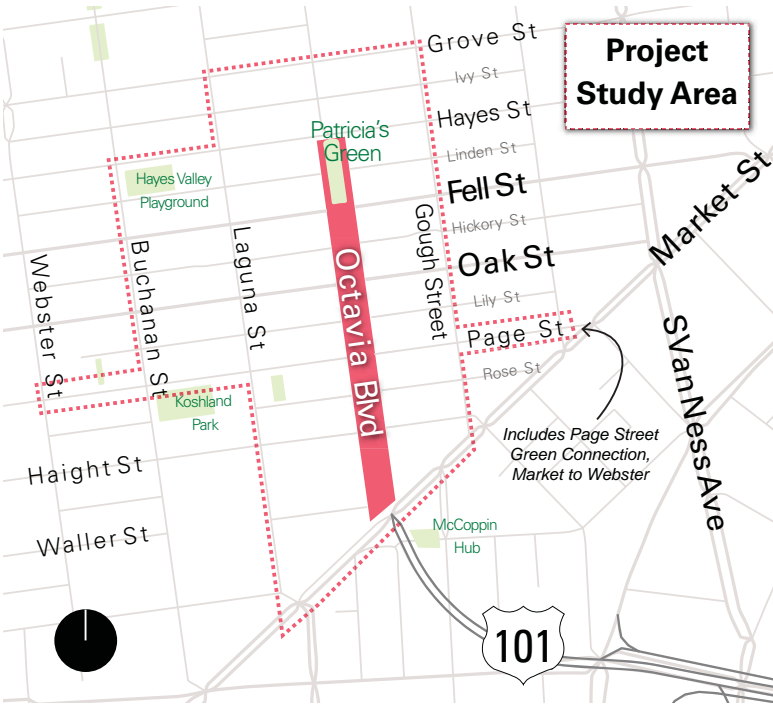 Project
Study Area
Grove St
Ivy St
Hayes St
Linden St
Fell St
Hickory St
Oak St
Lily St
Page St
Rose St
Market St
S Van Ness Ave
Patricia's
Green
Hayes Valley
Playground
Webster St
Buchanan St
Laguna St
Octavia Blvd
Gough Street
Koshland
Park
Includes Page Street
Green Connection,
Market to Webster
Haight St
Waller St
McCoppin
Hub
101